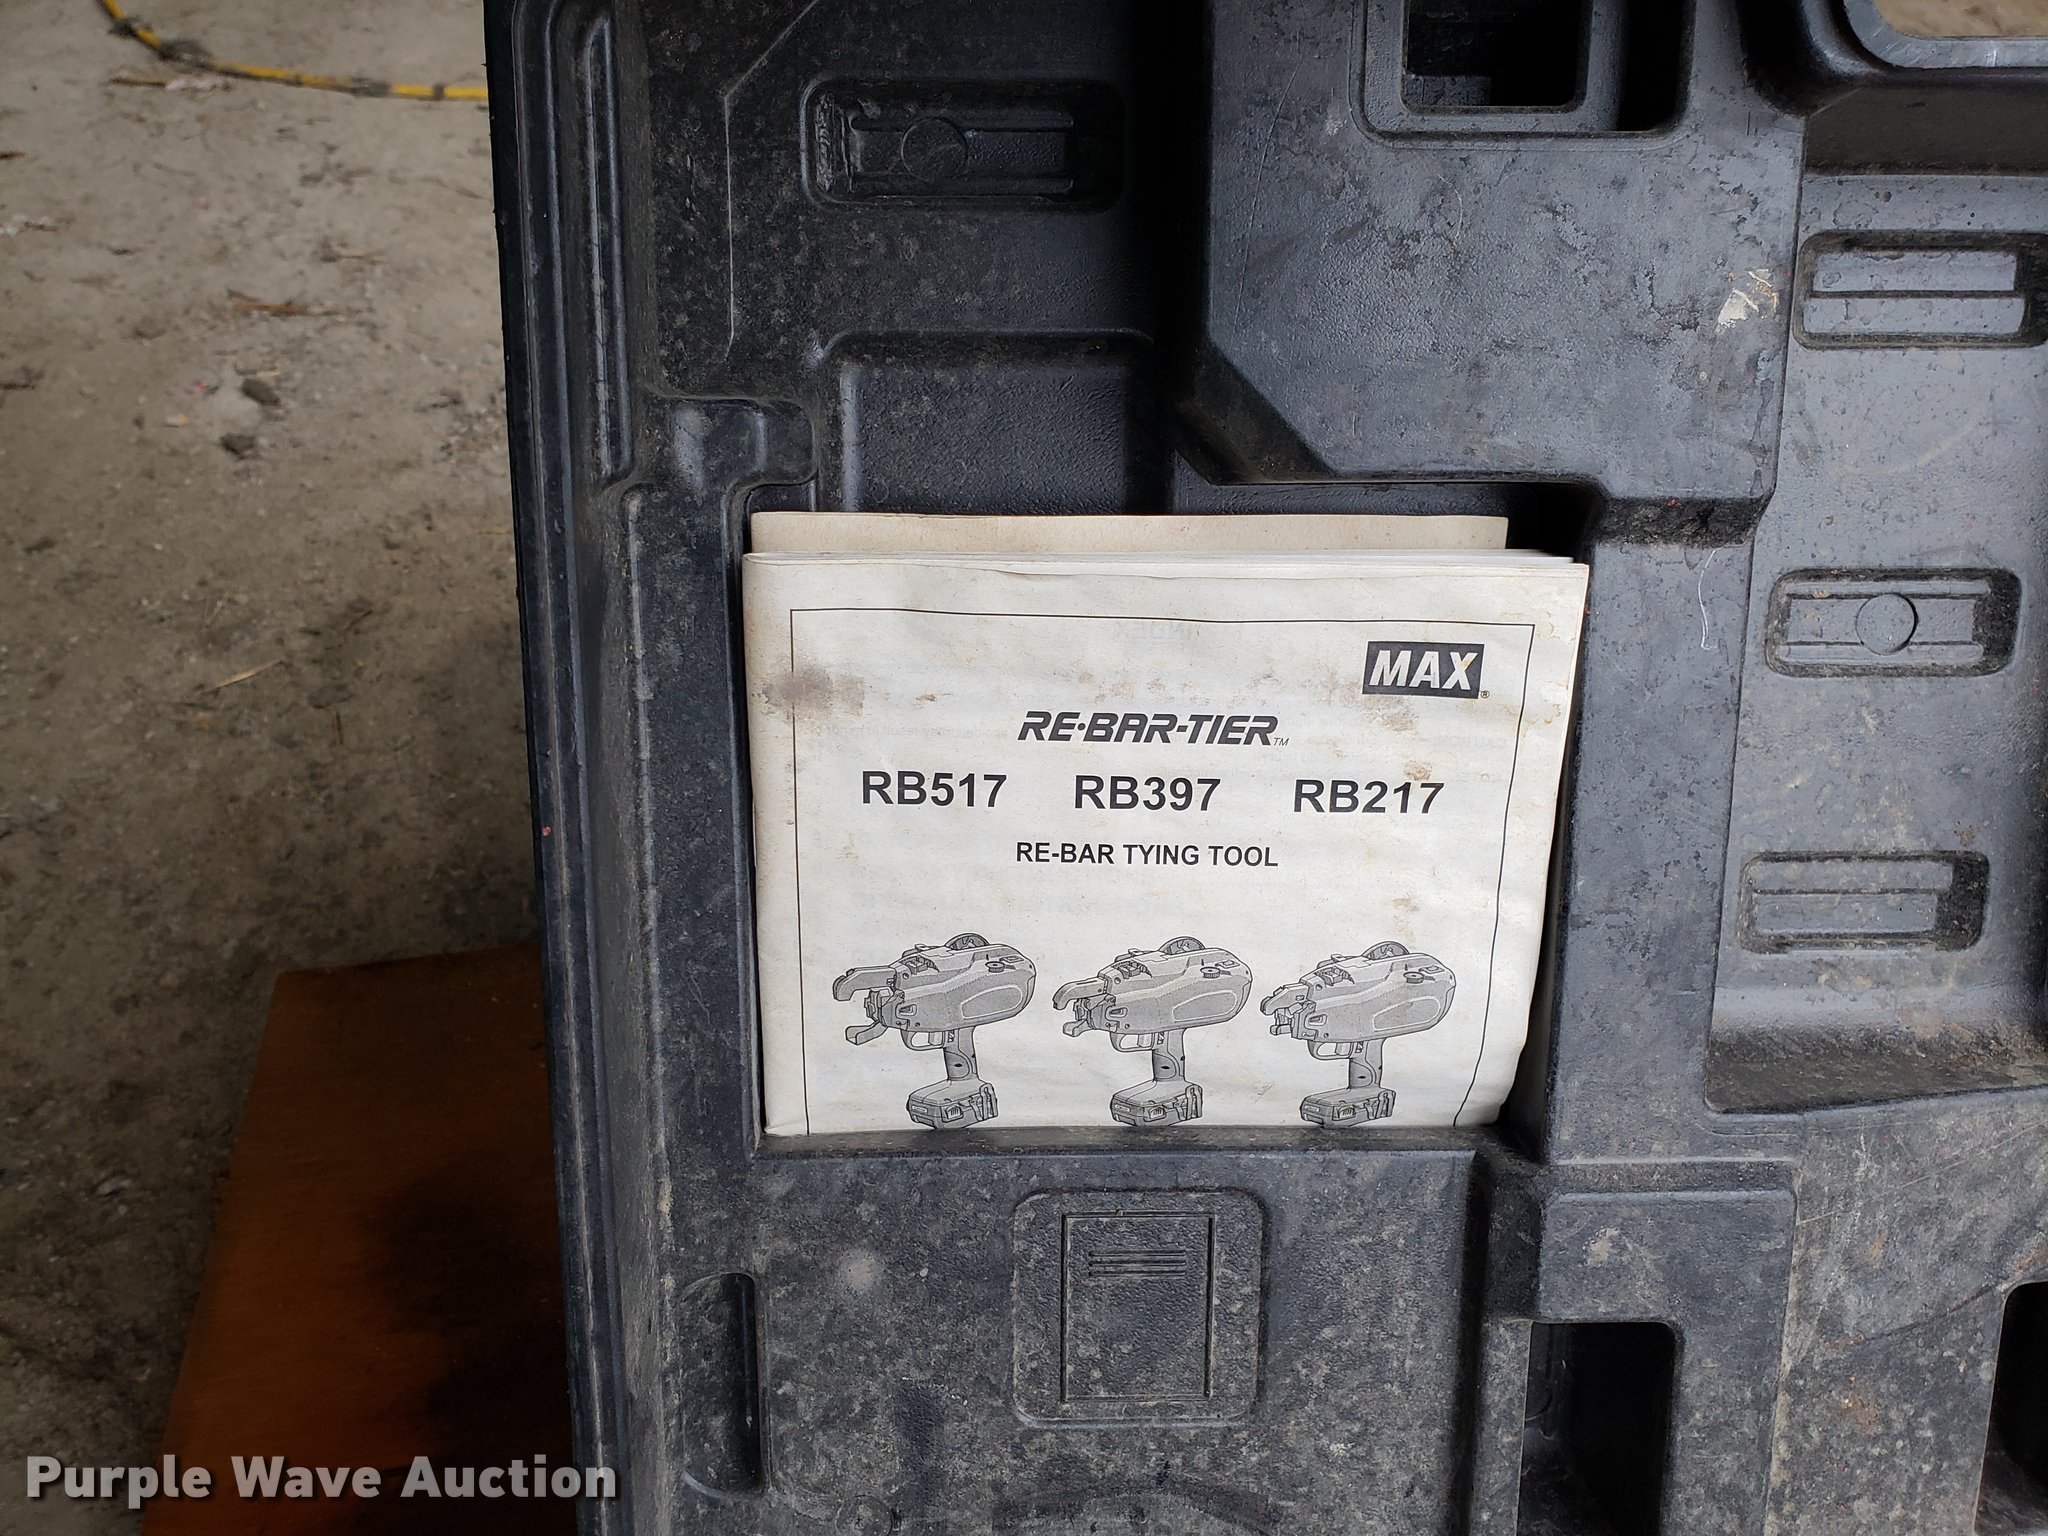 MAX®
RE·BAR-TIER™
RB517 RB397 RB217
RE-BAR TYING TOOL
Purple Wave Auction